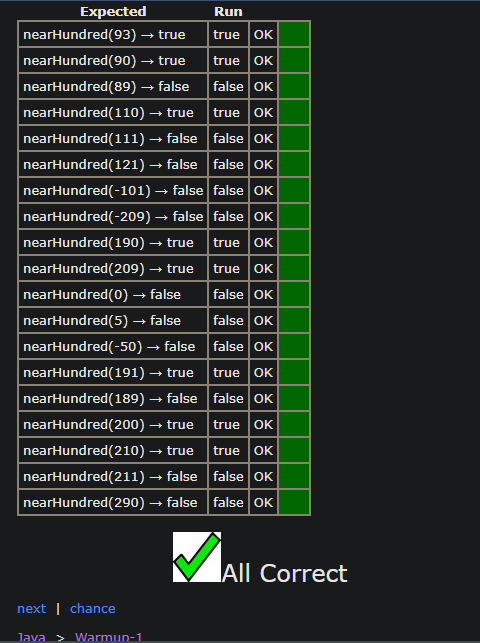 Expected Run
nearHundred(93) → true true OK
nearHundred(90) → true true OK
nearHundred(89) → false false OK
nearHundred(110) → true true OK
nearHundred(111) → false false OK
nearHundred(121) → false false OK
nearHundred(-101) → false false OK
nearHundred(-209) → false false OK
nearHundred(190) → true true OK
nearHundred(209) → true true OK
nearHundred(0) → false false OK
nearHundred(5) → false false OK
nearHundred(-50) → false false OK
nearHundred(191) → true true OK
nearHundred(189) → false false OK
nearHundred(200) → true true OK
nearHundred(210) → true true OK
nearHundred(211) → false false OK
nearHundred(290) → false false OK
All Correct
next | chance
Java > Warmup-1